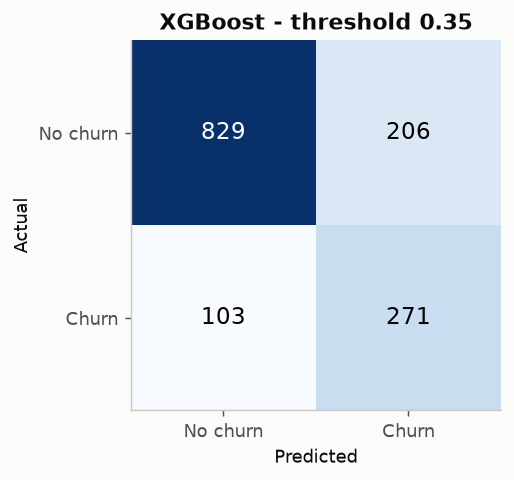 XGBoost - threshold 0.35
No churn
829
206
Actual
Churn
103
271
No churn
Churn
Predicted